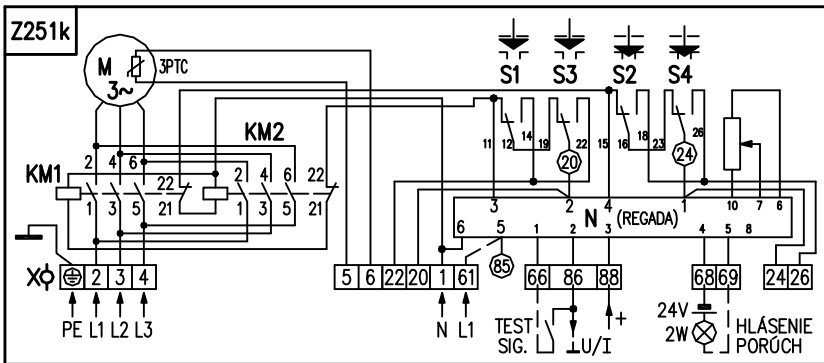 Z251k
M
3~
3PTC
S1 S3 S2 S4
KM2
KM1
2 4 6
22
21
2 4 6
22
21
1 3 5
1 3 5
11 12 14 19 22 15 16 18 23 26
20 24
10 7 6
3 2 4 1
N (REGADA)
6 5 1 2 3 4 5 8
85
X
2 3 4
5 6 22 20 1 61
66 86 88
68 69
24 26
PE L1 L2 L3
N L1
TEST
SIG.
U/I
+
24V
2W
HLÁSENIE
PORÚCH